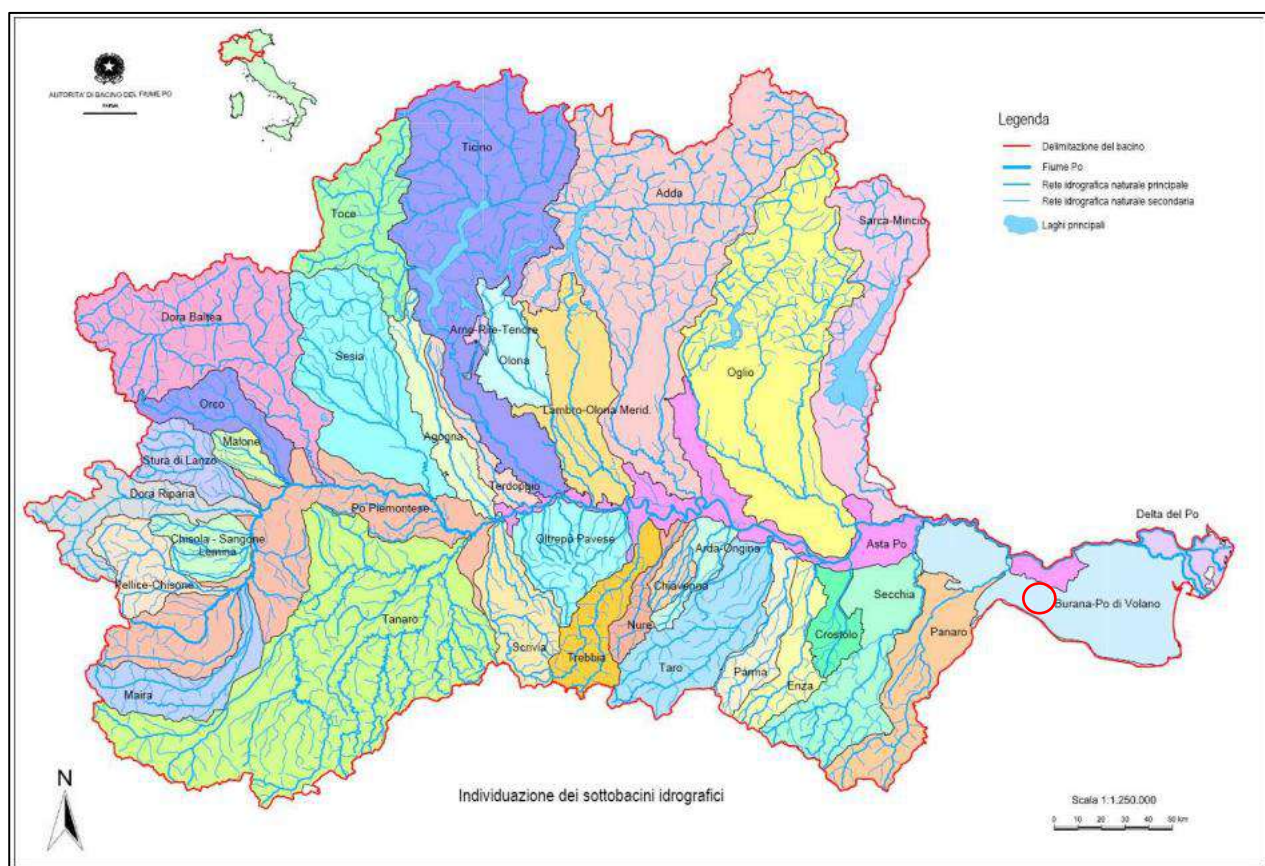 AUTORITA' DI BACINO DEL FIUME PO
PARMA
Legenda
Delimitazione del bacino
Fiume Po
Rete idrografica naturale principale
Rete idrografica naturale secondaria
Laghi principali
Ticino
Adda
Toce
Sarca-Mincio
Dora Baltea
Arno-Rile-Tenore
Sesia
Olona
Oglio
Orco
Lambro-Olona Merid.
Malone
Agogna
Stura di Lanzo
Terdoppio
Dora Riparia
Po Piemontese
Delta del Po
Chisola - Sangone
Lemina
Oltrepò Pavese
Arda-Ongina
Asta Po
Pellice-Chisone
Chiavenna
Secchia
Burana-Po di Volano
Tanaro
Nure
Crostolo
Panaro
Scrivia
Trebbia
Taro
Parma
Enza
Maira
N
Individuazione dei sottobacini idrografici
Scala 1:1.250.000
0 10 20 30 40 50 km